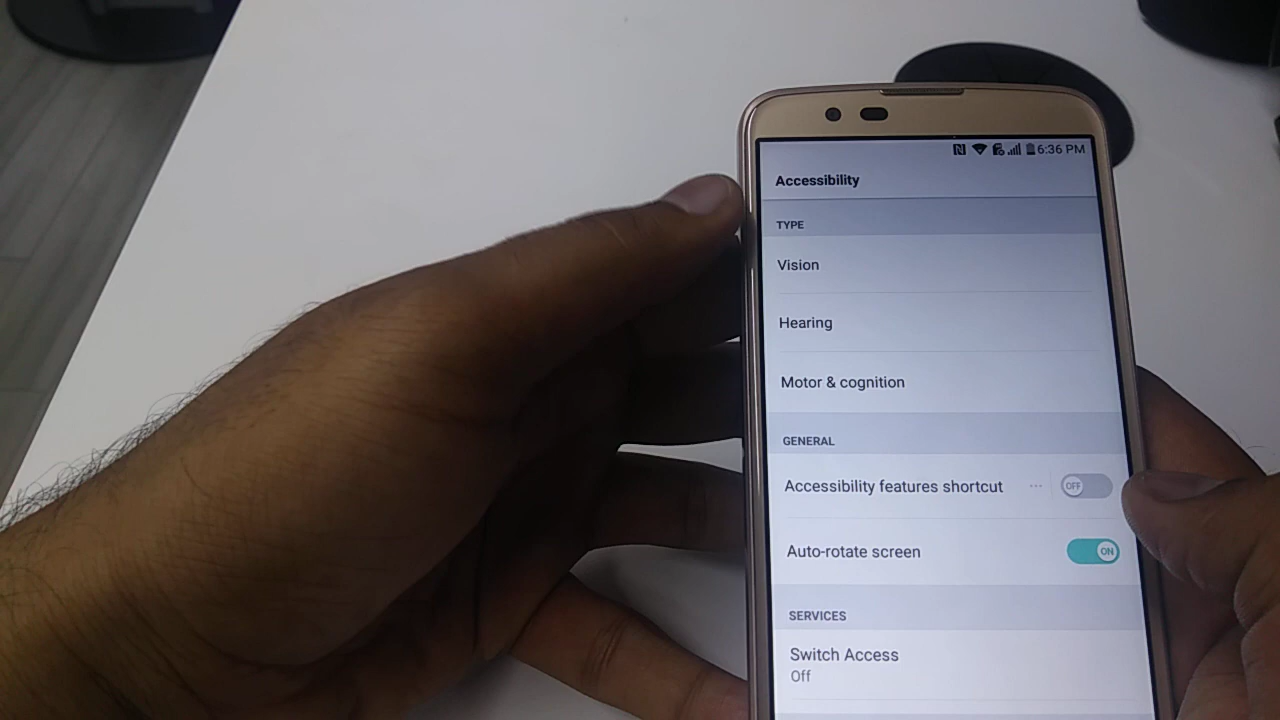 6:36 PM
Accessibility
TYPE
Vision
Hearing
Motor & cognition
GENERAL
Accessibility features shortcut ... OFF
Auto-rotate screen ON
SERVICES
Switch Access
Off